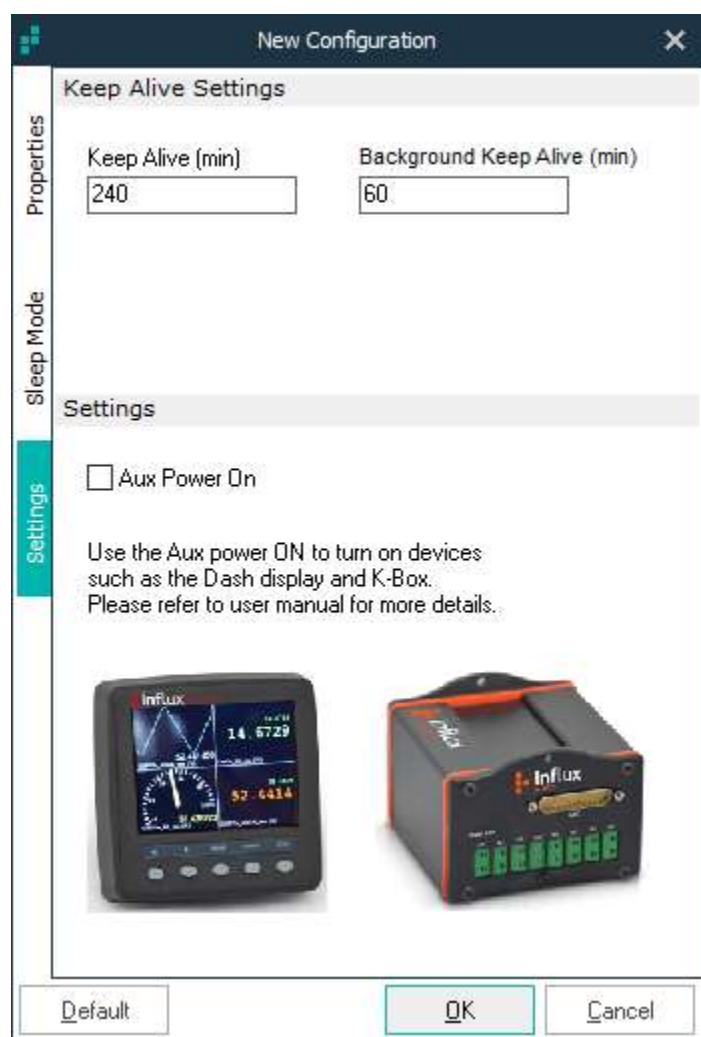 New Configuration
Properties
Sleep Mode
Settings
Keep Alive Settings
Keep Alive (min)
Background Keep Alive (min)
240
60
Settings
Aux Power On
Use the Aux power ON to turn on devices
such as the Dash display and K-Box.
Please refer to user manual for more details.
Influx
14.6729
52.4414
Influx
Influx
Default
OK
Cancel